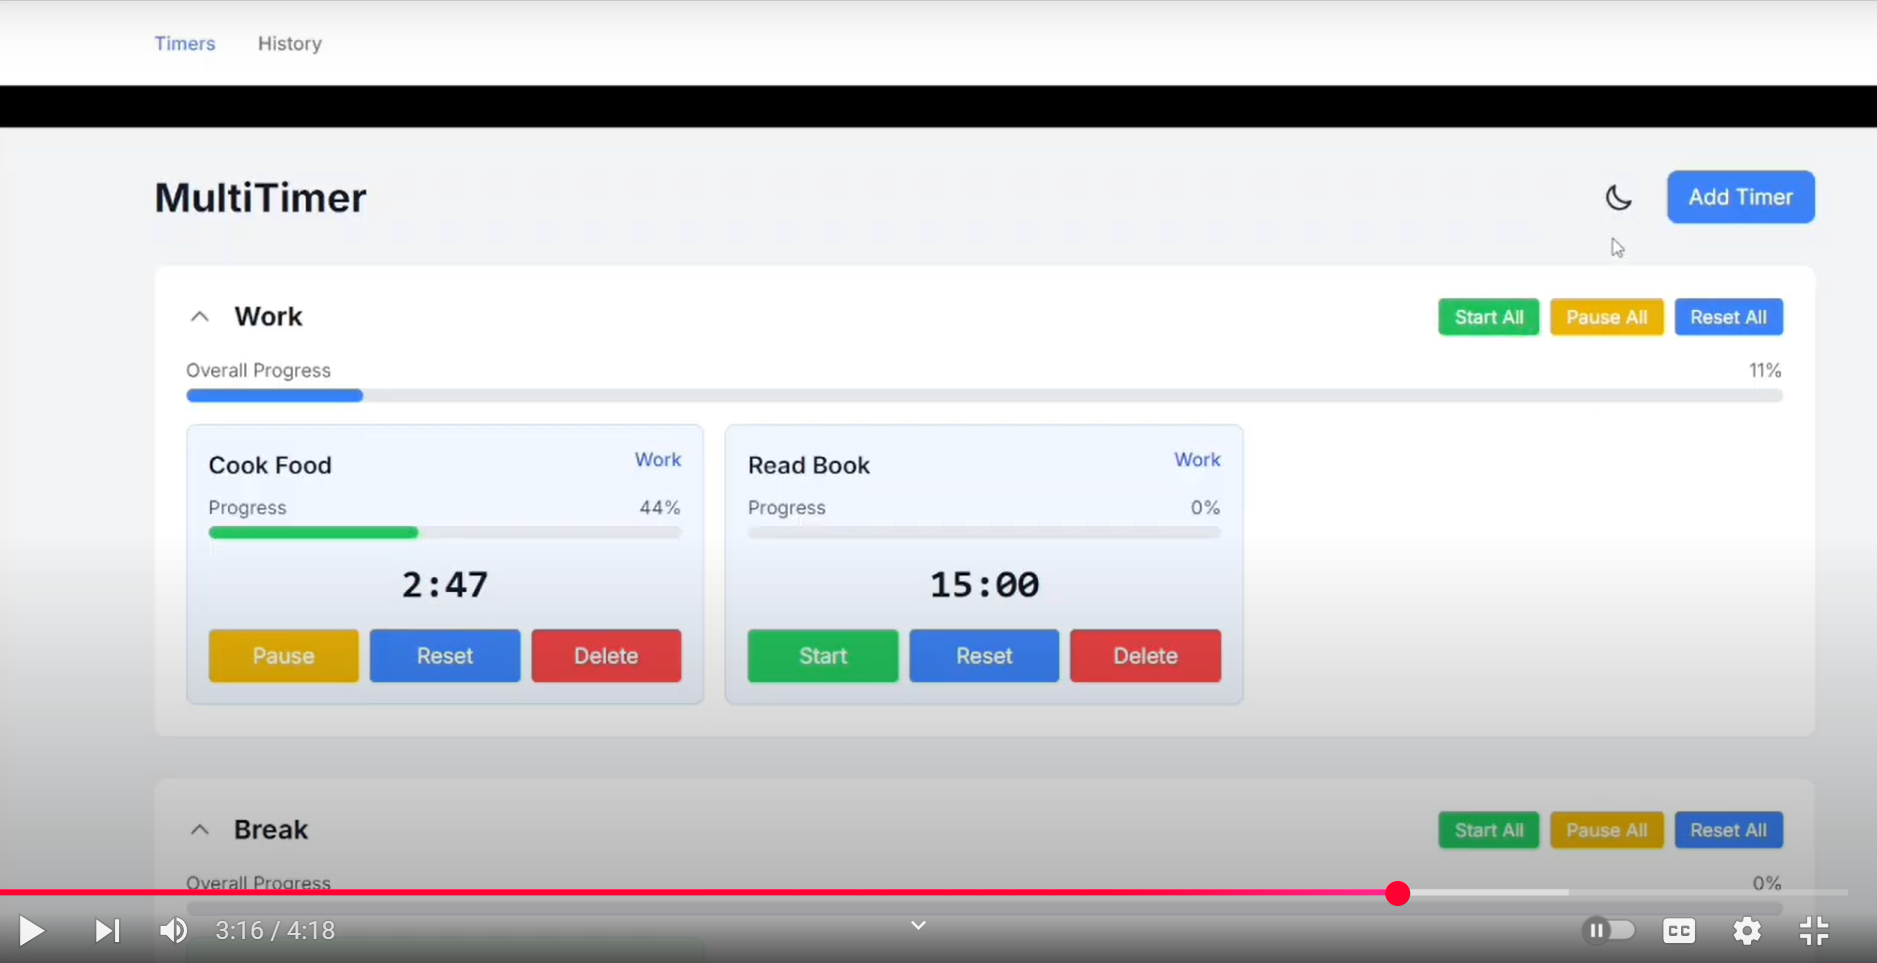 Timers History
MultiTimer
Add Timer
Work
Start All Pause All Reset All
Overall Progress 11%
Cook Food Work
Progress 44%
2:47
Pause Reset Delete
Read Book Work
Progress 0%
15:00
Start Reset Delete
Break
Start All Pause All Reset All
Overall Progress 0%
3:16 / 4:18
CC